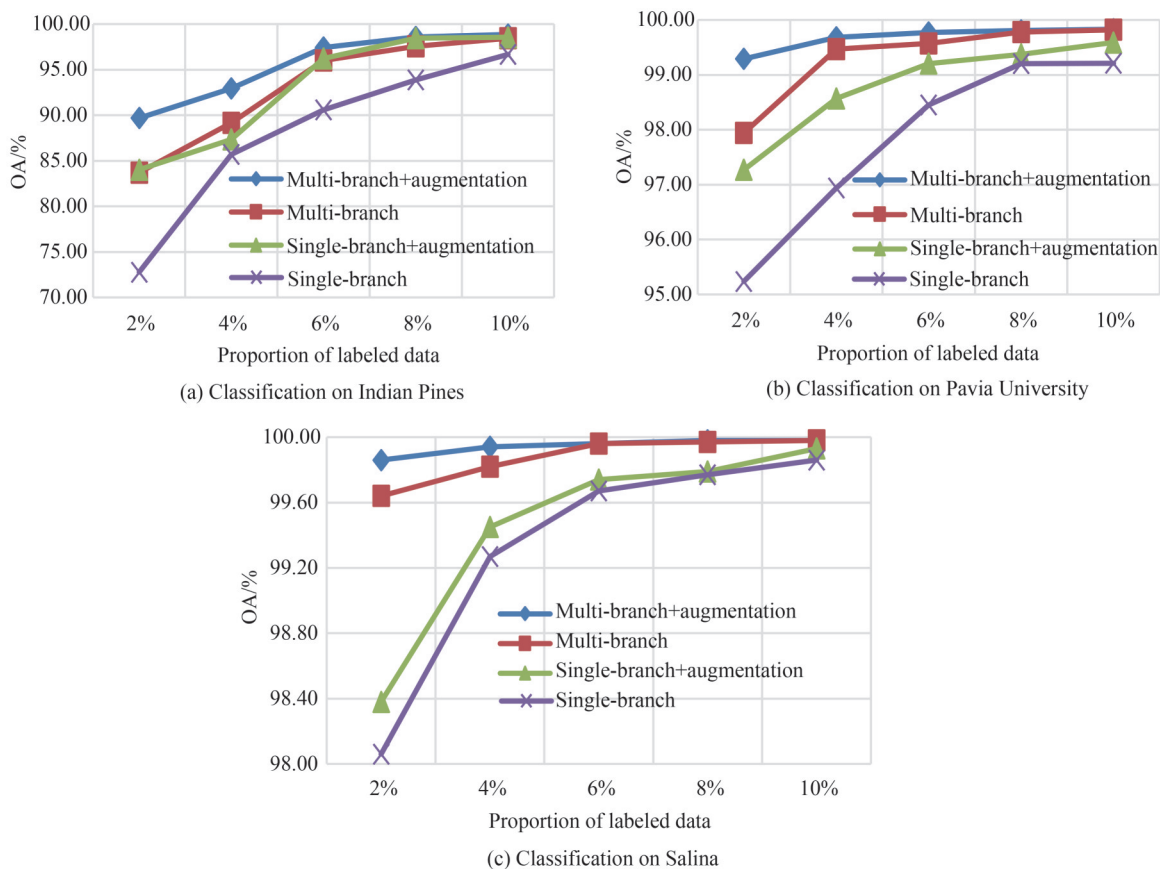 100.00
95.00
90.00
85.00
80.00
75.00
70.00
OA/%
Multi-branch+augmentation
Multi-branch
Single-branch+augmentation
Single-branch
2% 4% 6% 8% 10%
Proportion of labeled data
(a) Classification on Indian Pines
100.00
99.00
98.00
97.00
96.00
95.00
OA/%
Multi-branch+augmentation
Multi-branch
Single-branch+augmentation
Single-branch
2% 4% 6% 8% 10%
Proportion of labeled data
(b) Classification on Pavia University
100.00
99.60
99.20
98.80
98.40
98.00
OA/%
Multi-branch+augmentation
Multi-branch
Single-branch+augmentation
Single-branch
2% 4% 6% 8% 10%
Proportion of labeled data
(c) Classification on Salina